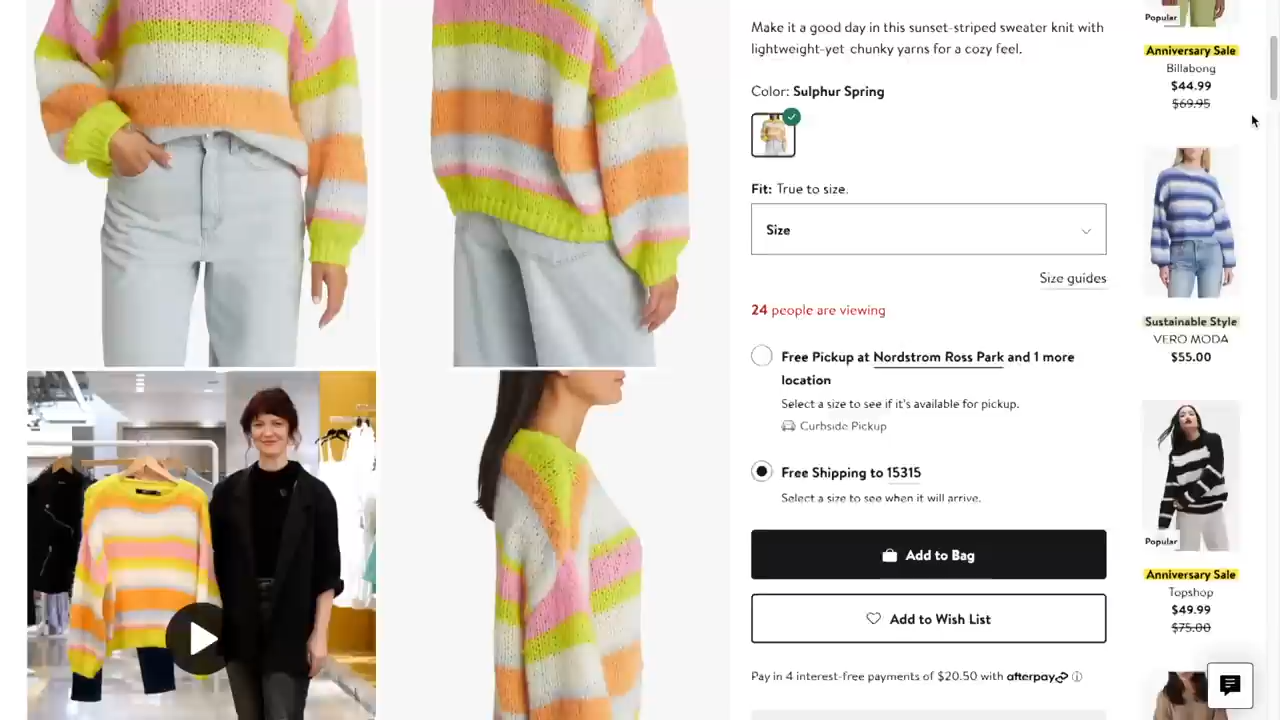 Make it a good day in this sunset-striped sweater knit with
lightweight-yet chunky yarns for a cozy feel.
Color: Sulphur Spring
Fit: True to size.
Size
Size guides
24 people are viewing
Free Pickup at Nordstrom Ross Park and 1 more
location
Select a size to see if it's available for pickup.
Curbside Pickup
Free Shipping to 15315
Select a size to see when it will arrive.
Add to Bag
Add to Wish List
Pay in 4 interest-free payments of $20.50 with afterpay
Popular
Anniversary Sale
Billabong
$44.99
$69.95
Sustainable Style
VERO MODA
$55.00
Popular
Anniversary Sale
Topshop
$49.99
$75.00